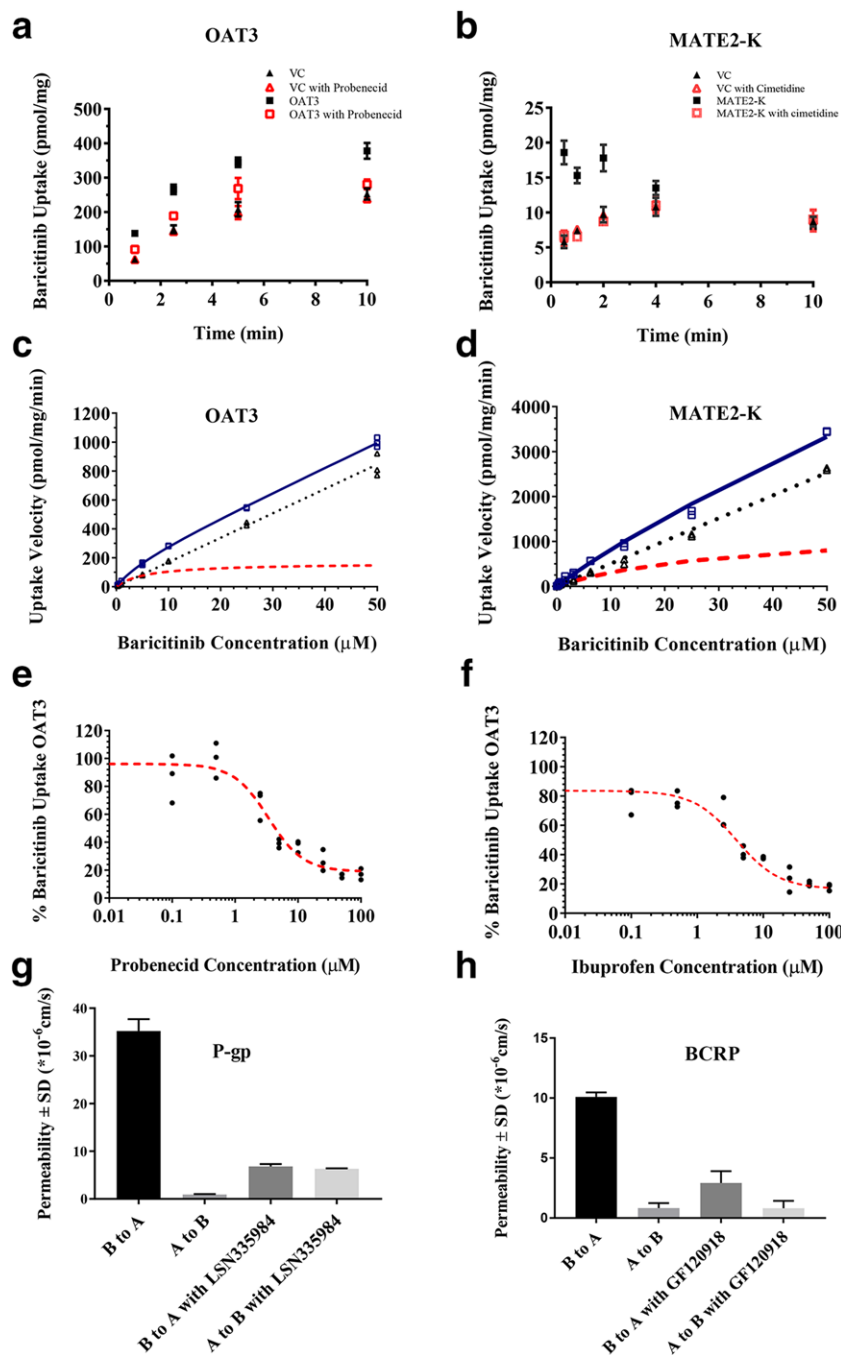 a
OAT3
VC
VC with Probenecid
OAT3
OAT3 with Probenecid
Baricitinib Uptake (pmol/mg)
500
400
300
200
100
0
0 2 4 6 8 10
Time (min)
b
MATE2-K
VC
VC with Cimetidine
MATE2-K
MATE2-K with cimetidine
Baricitinib Uptake (pmol/mg)
25
20
15
10
5
0
0 2 4 6 8 10
Time (min)
c
OAT3
Uptake Velocity (pmol/mg/min)
1200
1000
800
600
400
200
0
0 10 20 30 40 50
Baricitinib Concentration (μM)
d
MATE2-K
Uptake Velocity (pmol/mg/min)
4000
3000
2000
1000
0
0 10 20 30 40 50
Baricitinib Concentration (μM)
e
% Baricitinib Uptake OAT3
120
100
80
60
40
20
0
0.01 0.1 1 10 100
Probenecid Concentration (μM)
f
% Baricitinib Uptake OAT3
120
100
80
60
40
20
0
0.01 0.1 1 10 100
Ibuprofen Concentration (μM)
g
P-gp
Permeability ± SD (*10⁻⁶cm/s)
40
30
20
10
0
B to A
A to B
B to A with LSN335984
A to B with LSN335984
h
BCRP
Permeability ± SD (*10⁻⁶cm/s)
15
10
5
0
B to A
A to B
B to A with GF120918
A to B with GF120918